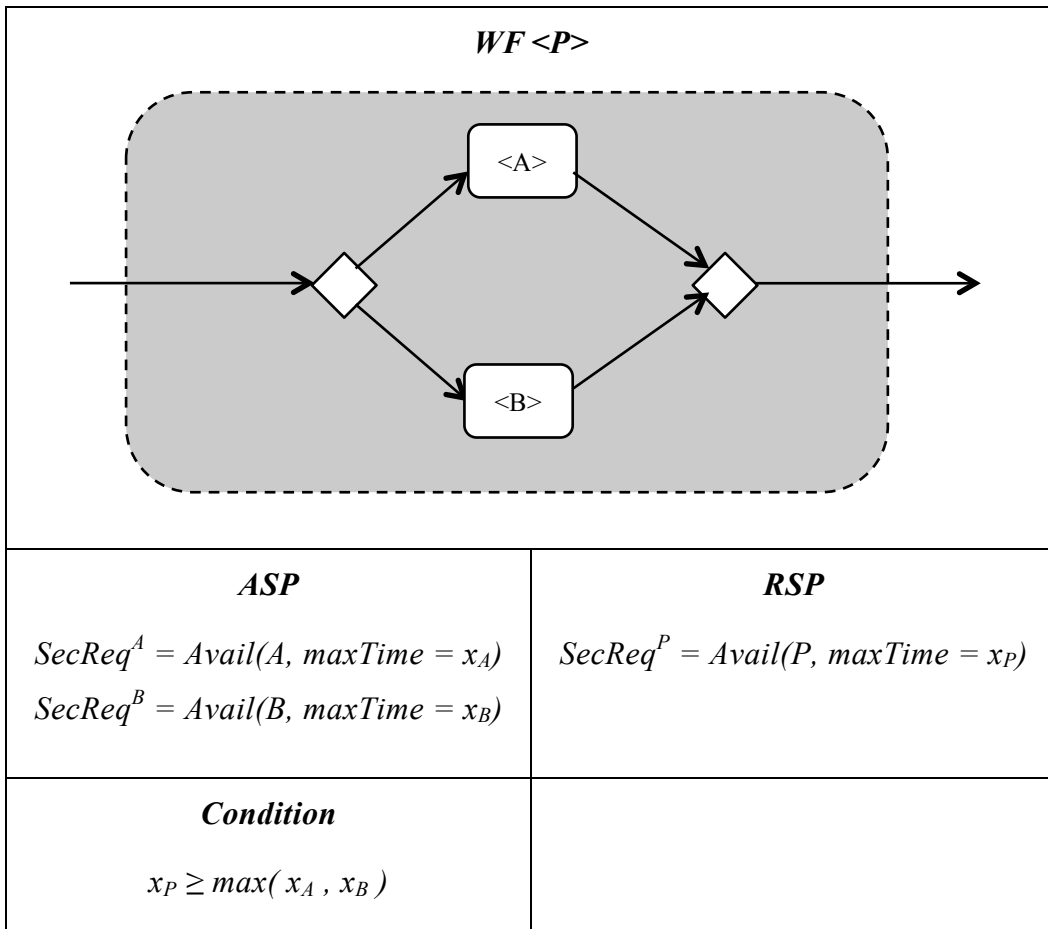 WF <P>
<A>
<B>
ASP
SecReq^A = Avail(A, maxTime = x_A)
SecReq^B = Avail(B, maxTime = x_B)
RSP
SecReq^P = Avail(P, maxTime = x_P)
Condition
x_P ≥ max( x_A , x_B )